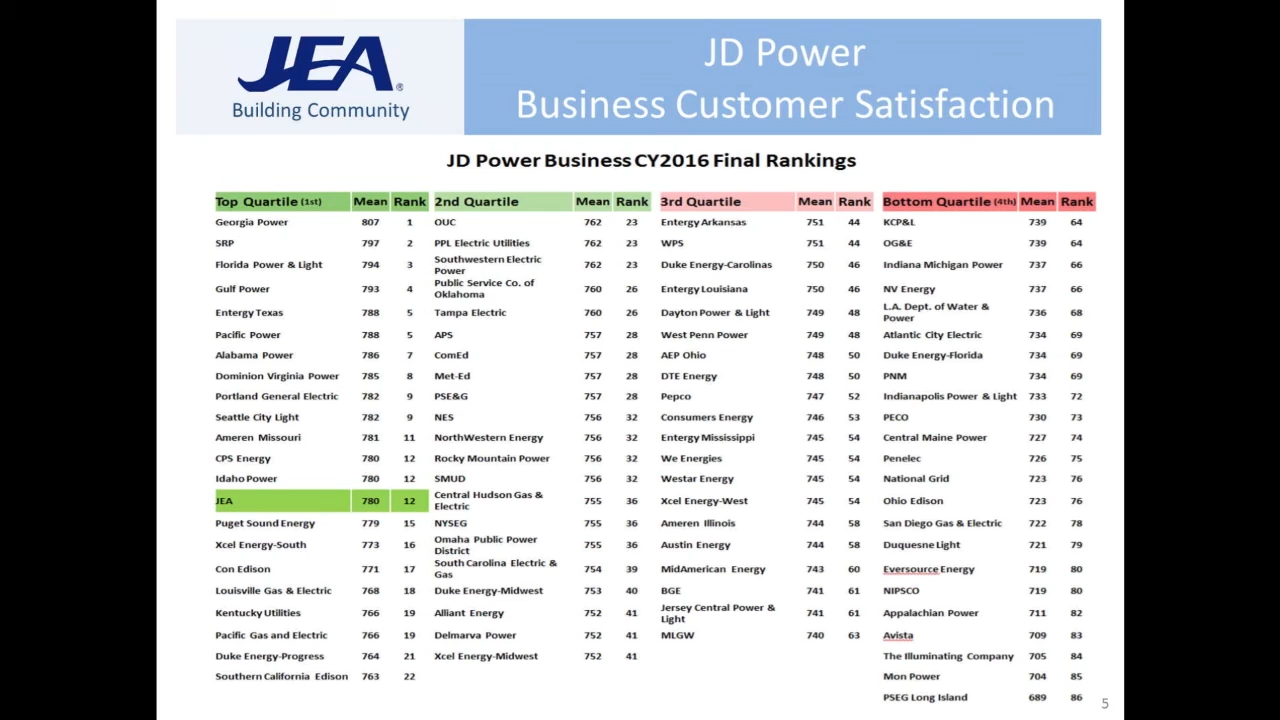 JEA®
Building Community
JD Power
Business Customer Satisfaction
JD Power Business CY2016 Final Rankings
Top Quartile (1st) Mean Rank 2nd Quartile Mean Rank 3rd Quartile Mean Rank Bottom Quartile (4th) Mean Rank
Georgia Power 807 1 OUC 762 23 Entergy Arkansas 751 44 KCP&L 739 64
SRP 797 2 PPL Electric Utilities 762 23 WPS 751 44 OG&E 739 64
Florida Power & Light 794 3 Southwestern Electric Power 762 23 Duke Energy-Carolinas 750 46 Indiana Michigan Power 737 66
Gulf Power 793 4 Public Service Co. of Oklahoma 760 26 Entergy Louisiana 750 46 NV Energy 737 66
Entergy Texas 788 5 Tampa Electric 760 26 Dayton Power & Light 749 48 L.A. Dept. of Water & Power 736 68
Pacific Power 788 5 APS 757 28 West Penn Power 749 48 Atlantic City Electric 734 69
Alabama Power 786 7 ComEd 757 28 AEP Ohio 748 50 Duke Energy-Florida 734 69
Dominion Virginia Power 785 8 Met-Ed 757 28 DTE Energy 748 50 PNM 734 69
Portland General Electric 782 9 PSE&G 757 28 Pepco 747 52 Indianapolis Power & Light 733 72
Seattle City Light 782 9 NES 756 32 Consumers Energy 746 53 PECO 730 73
Ameren Missouri 781 11 NorthWestern Energy 756 32 Entergy Mississippi 745 54 Central Maine Power 727 74
CPS Energy 780 12 Rocky Mountain Power 756 32 We Energies 745 54 Penelec 726 75
Idaho Power 780 12 SMUD 756 32 Westar Energy 745 54 National Grid 723 76
JEA 780 12 Central Hudson Gas & Electric 755 36 Xcel Energy-West 745 54 Ohio Edison 723 76
Puget Sound Energy 779 15 NYSEG 755 36 Ameren Illinois 744 58 San Diego Gas & Electric 722 78
Xcel Energy-South 773 16 Omaha Public Power District 755 36 Austin Energy 744 58 Duquesne Light 721 79
Con Edison 771 17 South Carolina Electric & Gas 754 39 MidAmerican Energy 743 60 Eversource Energy 719 80
Louisville Gas & Electric 768 18 Duke Energy-Midwest 753 40 BGE 741 61 NIPSCO 719 80
Kentucky Utilities 766 19 Alliant Energy 752 41 Jersey Central Power & Light 741 61 Appalachian Power 711 82
Pacific Gas and Electric 766 19 Delmarva Power 752 41 MLGW 740 63 Avista 709 83
Duke Energy-Progress 764 21 Xcel Energy-Midwest 752 41 The Illuminating Company 705 84
Southern California Edison 763 22 Mon Power 704 85
PSEG Long Island 689 86
5